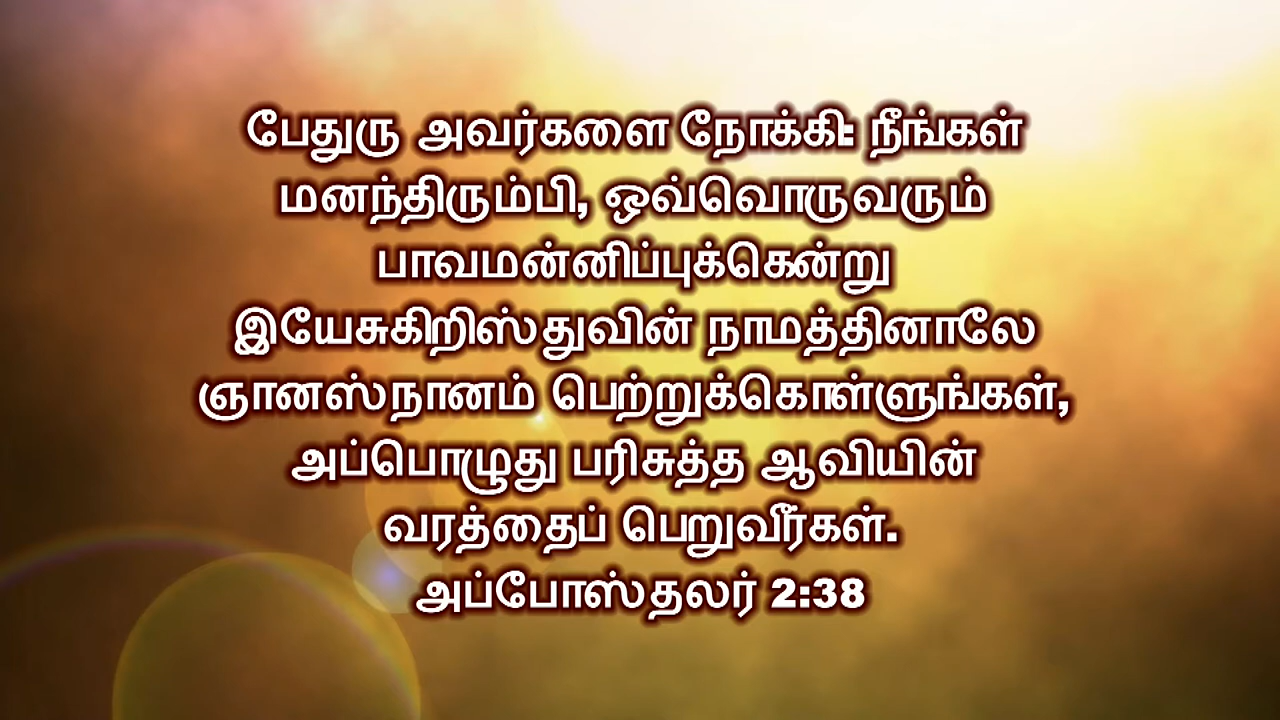 பேதுரு அவர்களை நோக்கி: நீங்கள்
மனந்திரும்பி, ஒவ்வொருவரும்
பாவமன்னிப்புக்கென்று
இயேசுகிறிஸ்துவின் நாமத்தினாலே
ஞானஸ்நானம் பெற்றுக்கொள்ளுங்கள்,
அப்பொழுது பரிசுத்த ஆவியின்
வரத்தைப் பெறுவீர்கள்.
அப்போஸ்தலர் 2:38